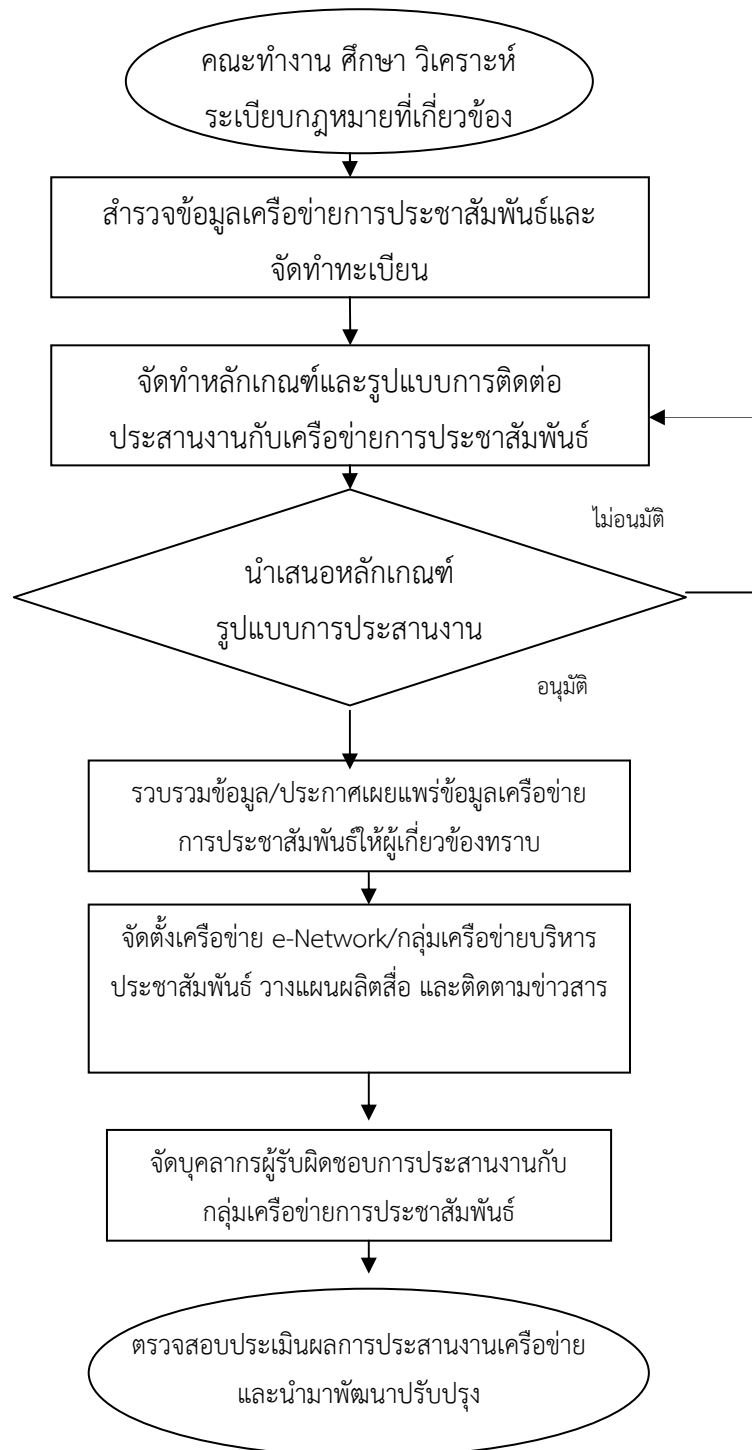 คณะทำงาน ศึกษา วิเคราะห์
ระเบียบกฎหมายที่เกี่ยวข้อง
สำรวจข้อมูลเครือข่ายการประชาสัมพันธ์และ
จัดทำทะเบียน
จัดทำหลักเกณฑ์และรูปแบบการติดต่อ
ประสานงานกับเครือข่ายการประชาสัมพันธ์
ไม่อนมัติ
นำเสนอหลักเกณฑ์
รูปแบบการประสานงาน
อนุมัติ
รวบรวมข้อมูล/ประกาศเผยแพร่ข้อมูลเครือข่าย
การประชาสัมพันธ์ให้ผู้เกี่ยวข้องทราบ
จัดตั้งเครือข่าย e-Network/กลุ่มเครือข่ายบริหาร
ประชาสัมพันธ์ วางแผนผลิตสื่อ และติดตามข่าวสาร
จัดบุคลากรผู้รับผิดชอบการประสานงานกับ
กลุ่มเครือข่ายการประชาสัมพันธ์
ตรวจสอบประเมินผลการประสานงานเครือข่าย
และนำมาพัฒนาปรับปรุง